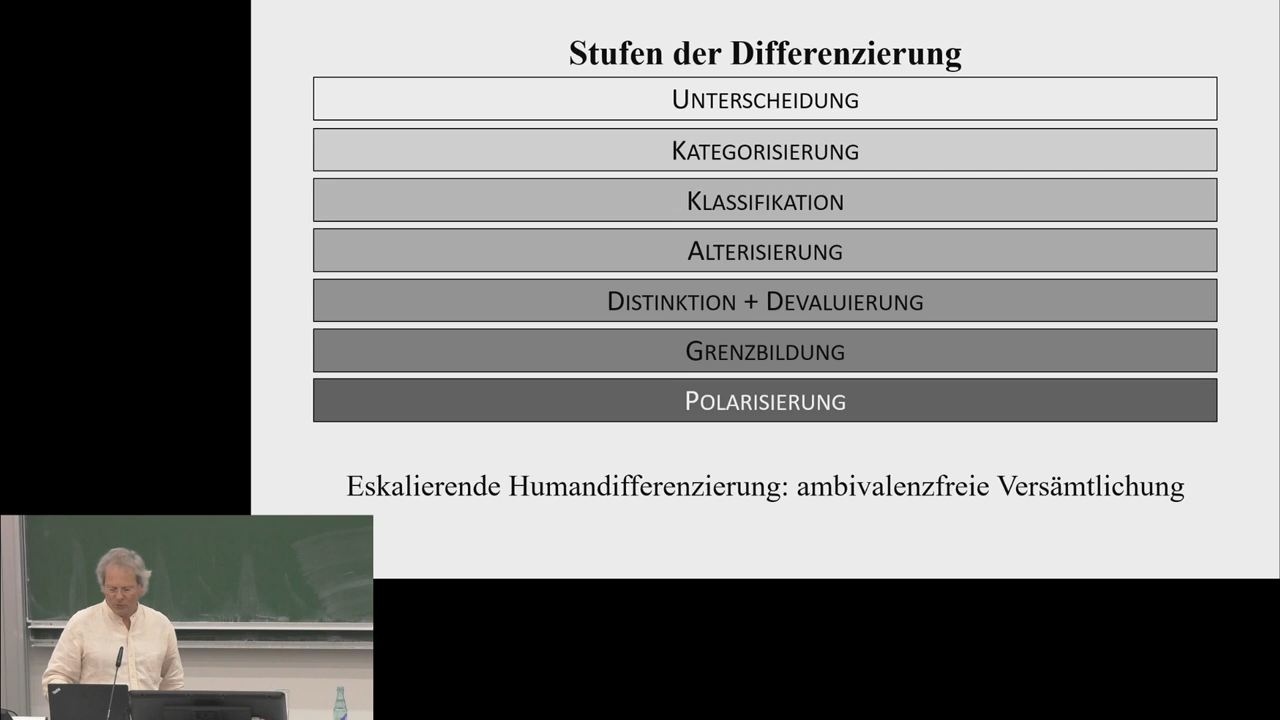 Stufen der Differenzierung
UNTERSCHEIDUNG
KATEGORISIERUNG
KLASSIFIKATION
ALTERISIERUNG
DISTINKTION + DEVALUIERUNG
GRENZBILDUNG
POLARISIERUNG
Eskalierende Humandifferenzierung: ambivalenzfreie Versämtlichung